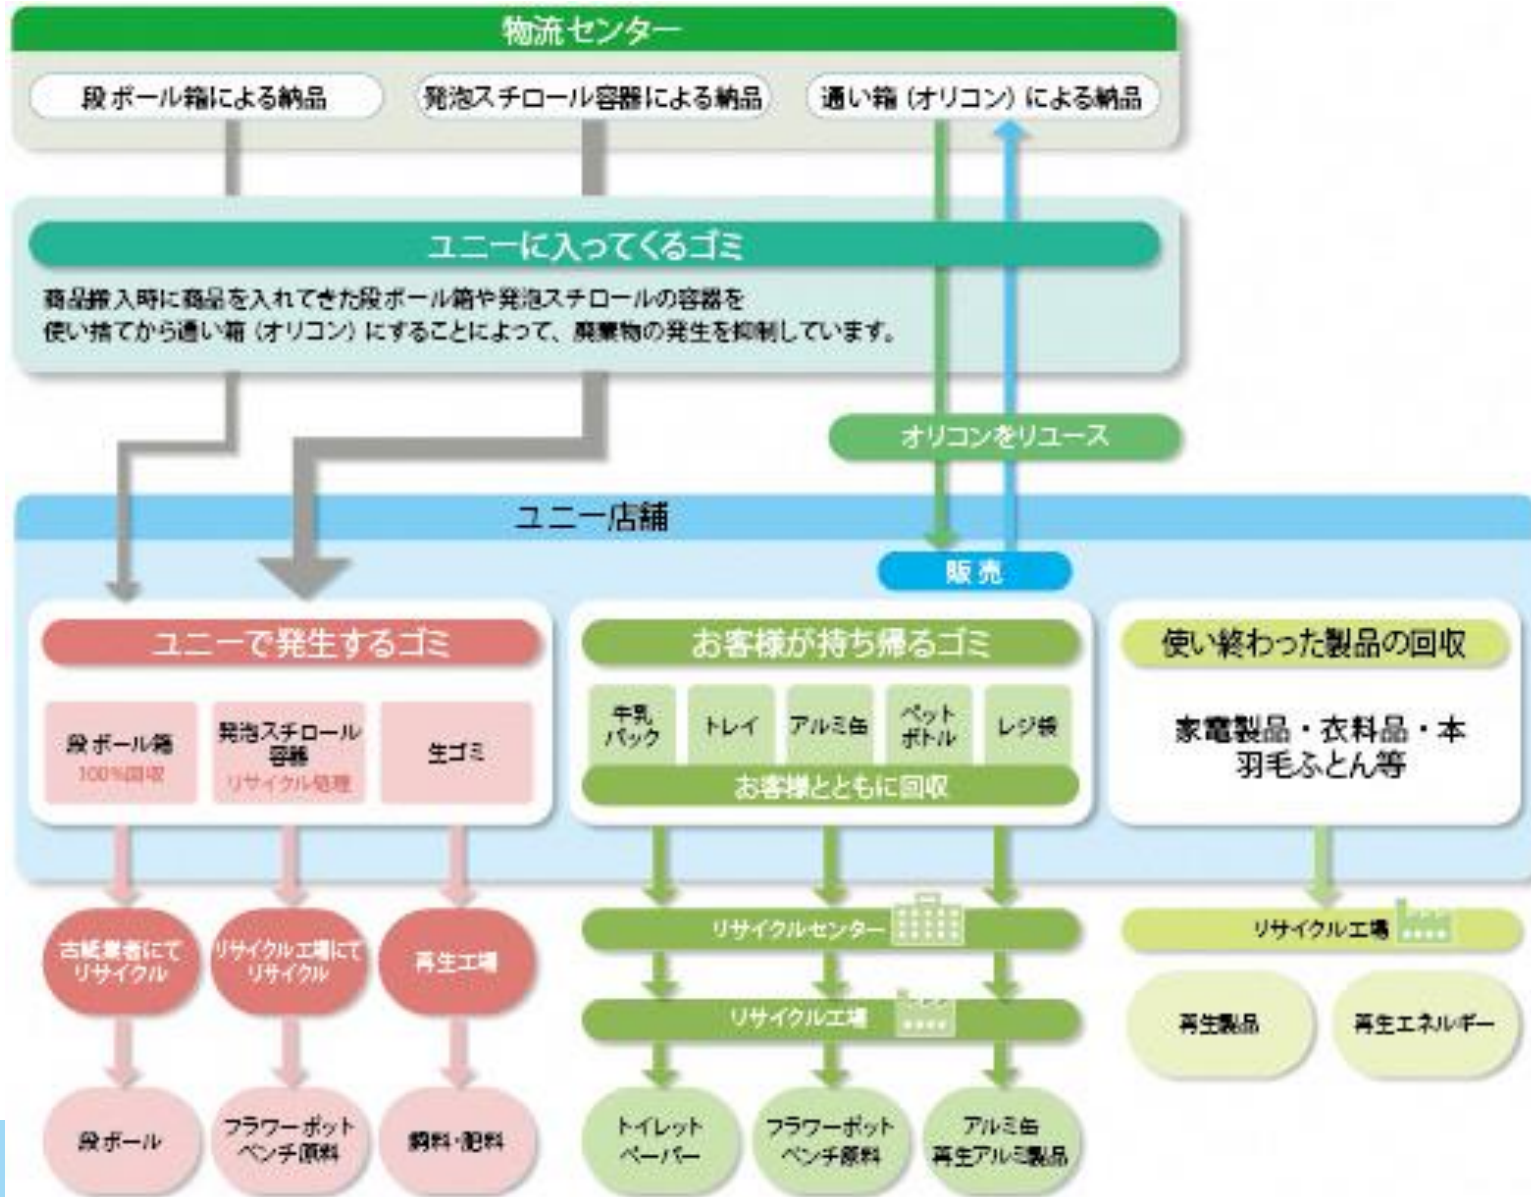 物流センター
段ボール箱による納品
発泡スチロール容器による納品
通い箱（オリコン）による納品
ユニーに入ってくるゴミ
商品搬入時に商品を入れてきた段ボール箱や発泡スチロールの容器を
使い捨てから通い箱（オリコン）にすることによって、廃棄物の発生を抑制しています。
オリコンをリユース
ユニー店舗
販売
ユニーで発生するゴミ
段ボール箱
100%回収
発泡スチロール
容器
リサイクル処理
生ゴミ
お客様が持ち帰るゴミ
牛乳
パック
トレイ
アルミ缶
ペット
ボトル
レジ袋
お客様とともに回収
使い終わった製品の回収
家電製品・衣料品・本
羽毛ふとん等
古紙業者にて
リサイクル
リサイクル工場にて
リサイクル
再生工場
リサイクルセンター
リサイクル工場
リサイクル工場
再生製品
再生エネルギー
段ボール
フラワーポット
ベンチ原料
飼料・肥料
トイレット
ペーパー
フラワーポット
ベンチ原料
アルミ缶
再生アルミ製品